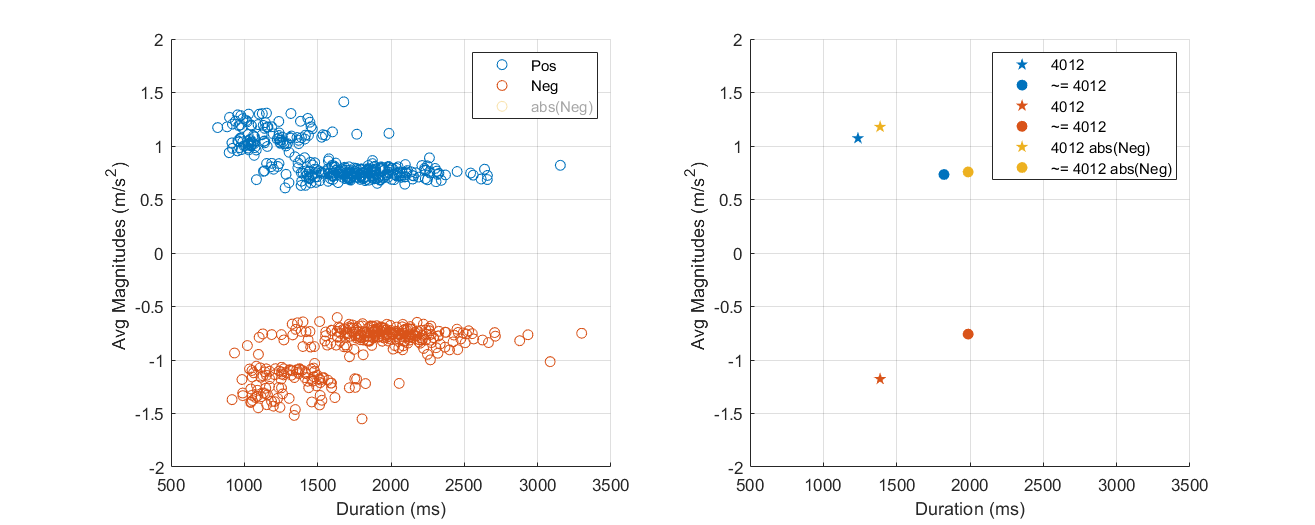 2
1.5
1
0.5
0
-0.5
-1
-1.5
-2
Avg Magnitudes (m/s²)
500 1000 1500 2000 2500 3000 3500
Duration (ms)
Pos
Neg
abs(Neg)
2
1.5
1
0.5
0
-0.5
-1
-1.5
-2
Avg Magnitudes (m/s²)
500 1000 1500 2000 2500 3000 3500
Duration (ms)
4012
~= 4012
4012
~= 4012
4012 abs(Neg)
~= 4012 abs(Neg)